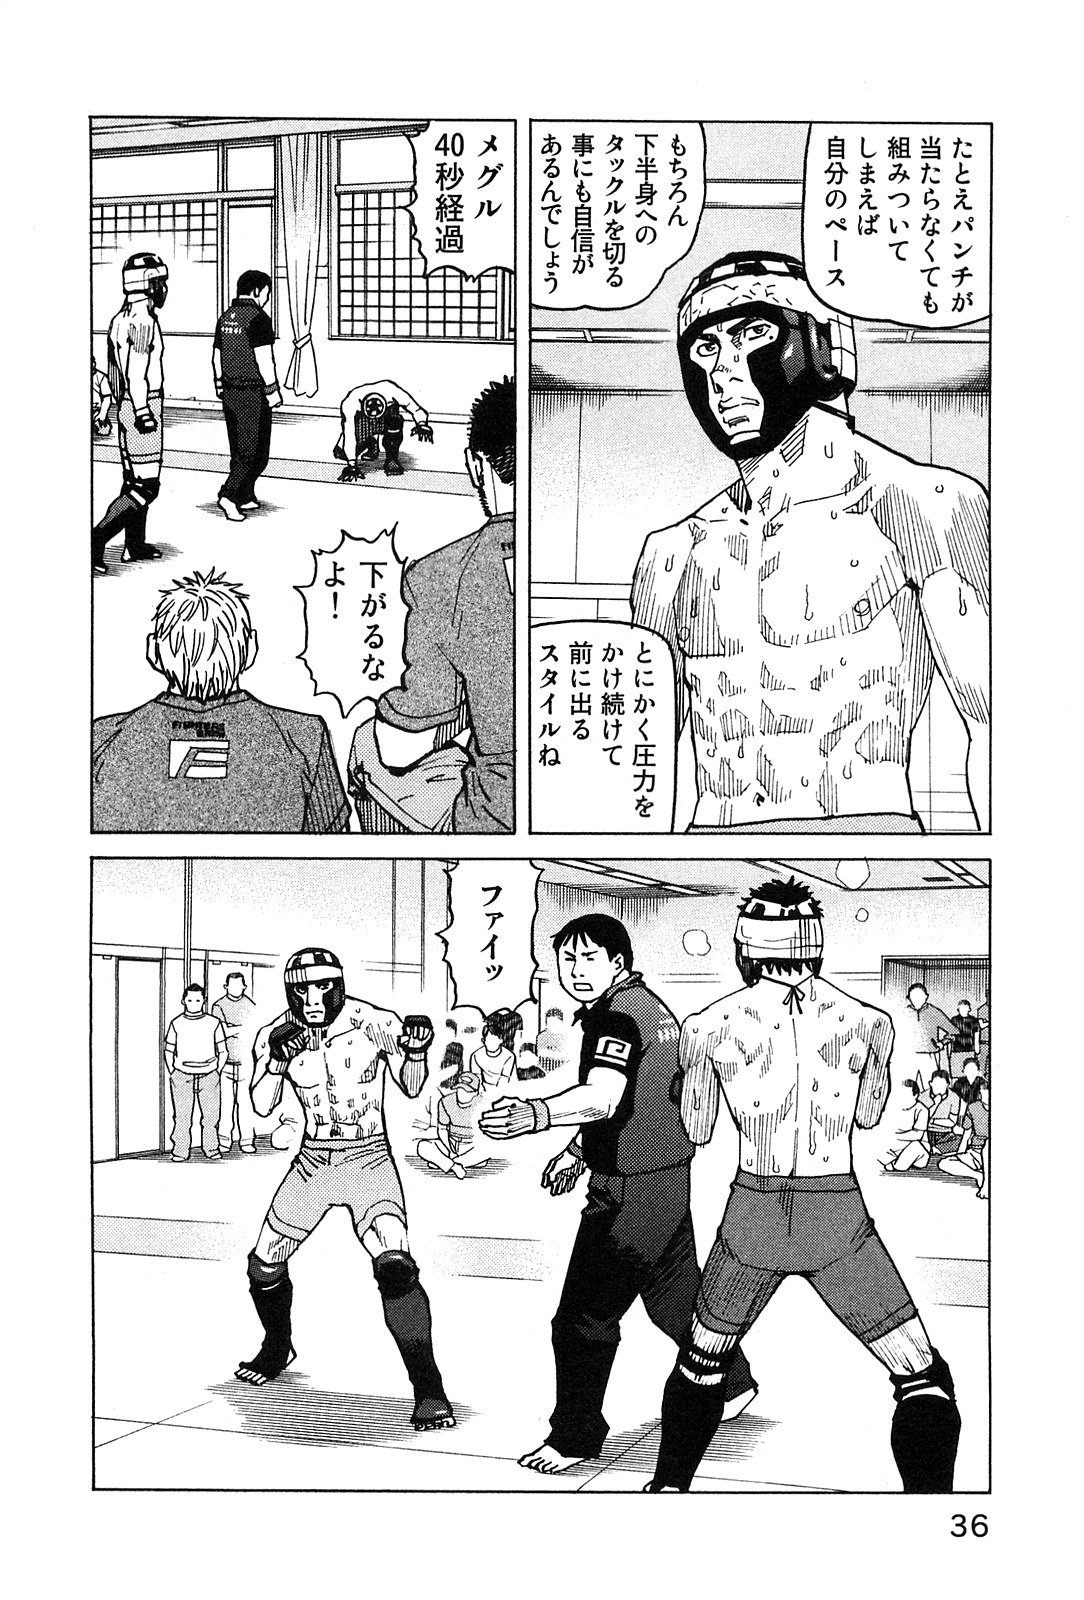 たとえパンチが
当たらなくても
組みついて
しまえば
自分のペース
もちろん
下半身への
タックルを切る
事にも自信が
あるんでしょう
とにかく圧力を
かけ続けて
前に出る
スタイルね
メグル
40秒経過
下がるな
よ!
ファイッ
36